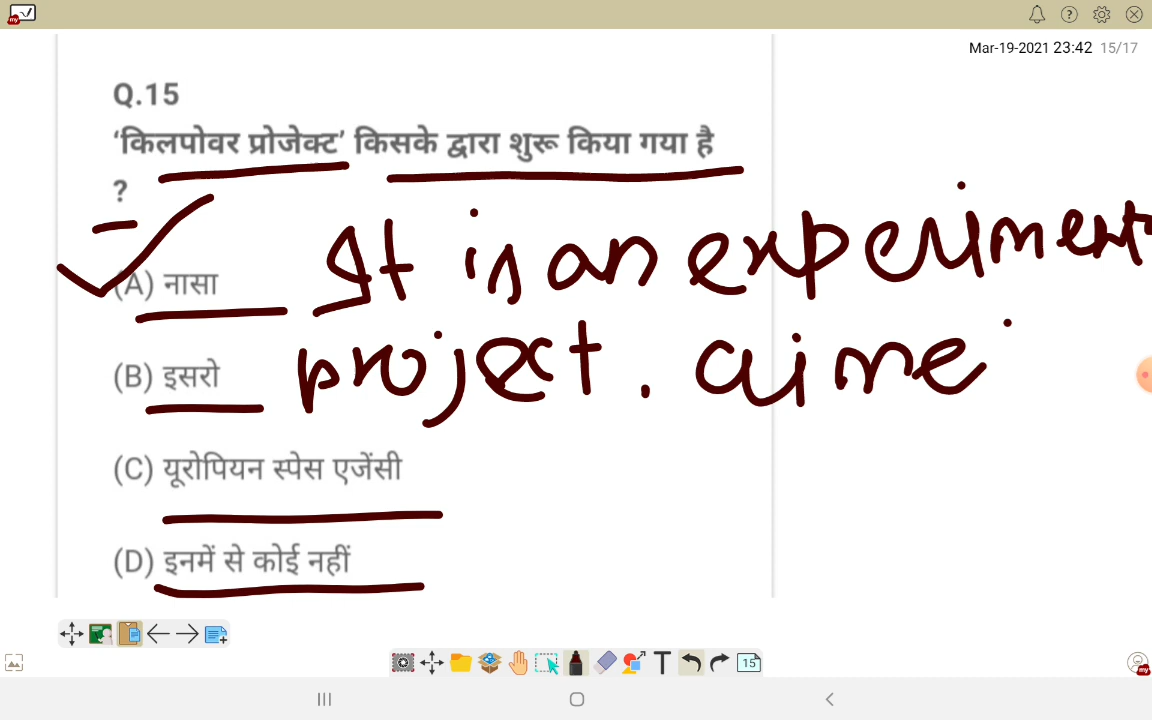 Mar-19-2021 23:42 15/17
Q.15
‘किलपोवर प्रोजेक्ट’ किसके द्वारा शुरू किया गया है
?
(A) नासा
It is an experiment
(B) इसरो
project. aime
(C) यूरोपियन स्पेस एजेंसी
(D) इनमें से कोई नहीं
T
15